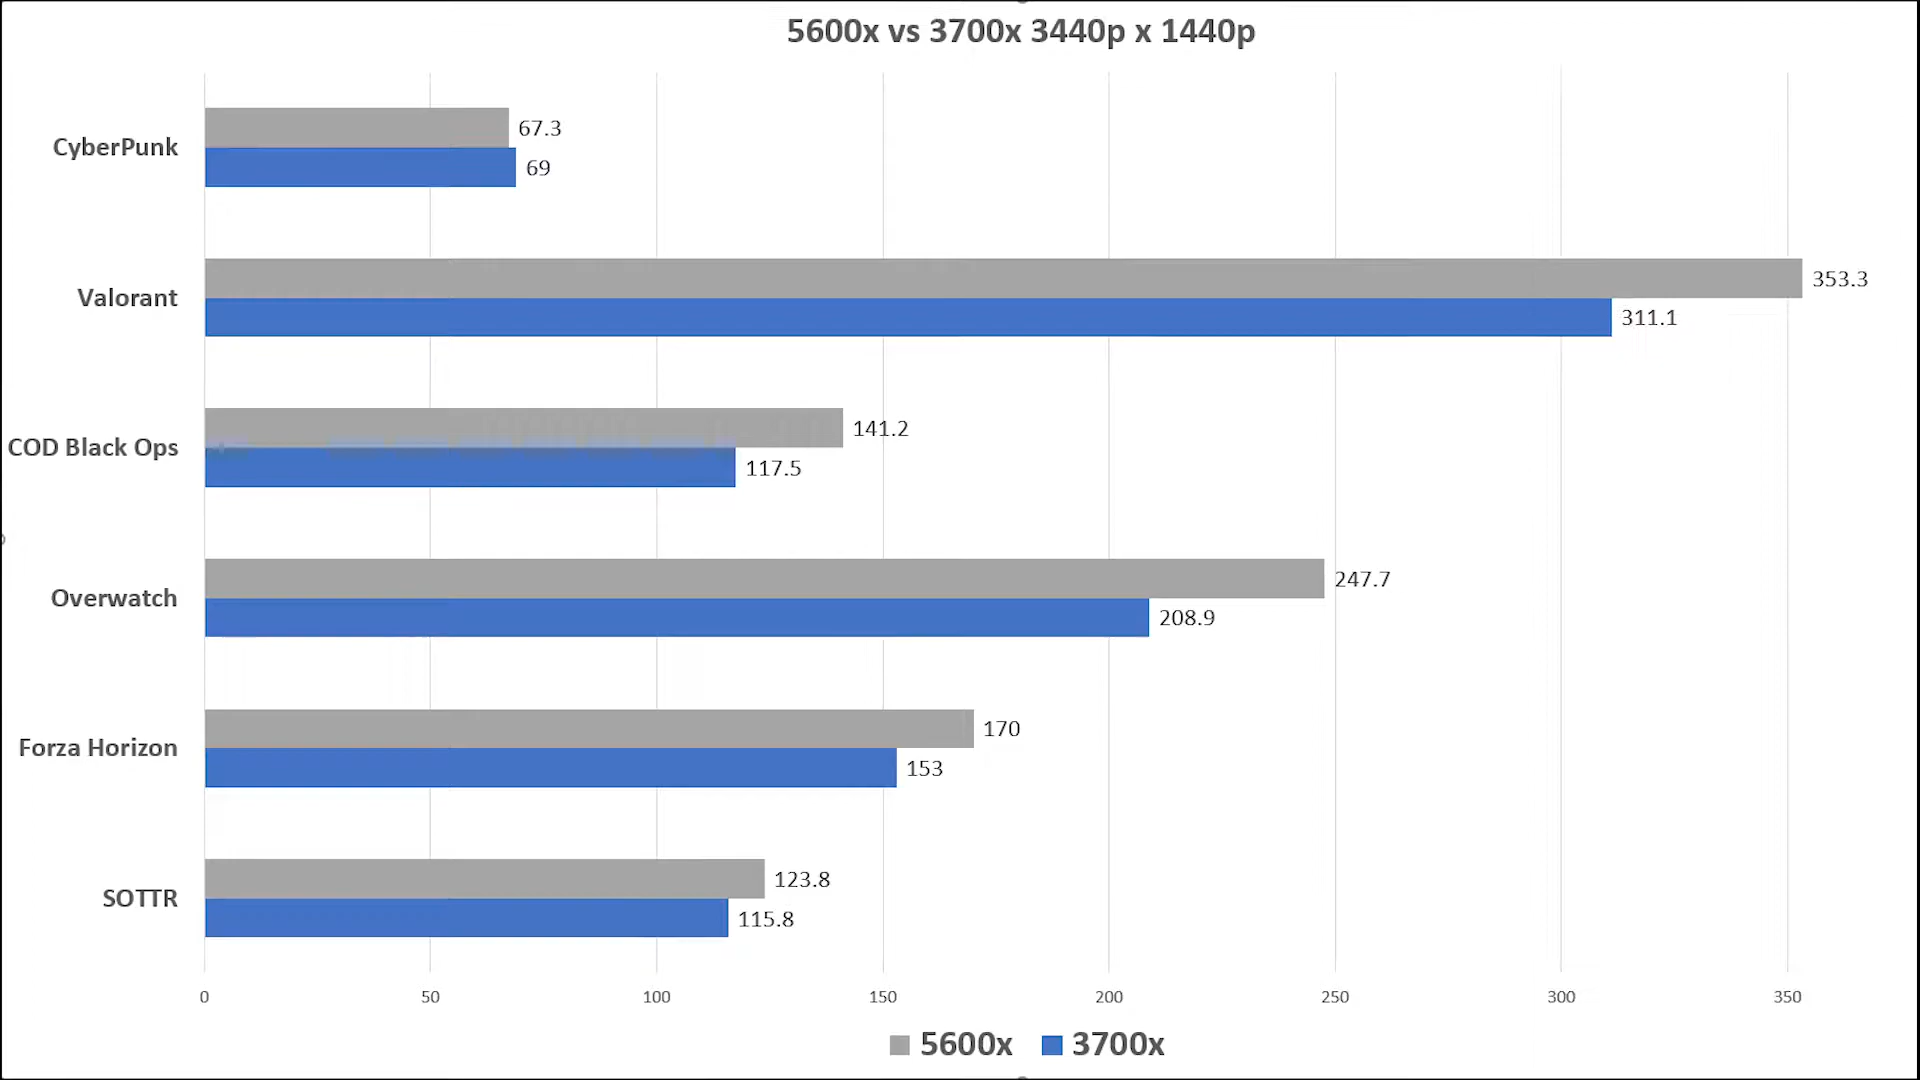 5600x vs 3700x 3440p x 1440p
CyberPunk
67.3
69
Valorant
353.3
311.1
COD Black Ops
141.2
117.5
Overwatch
247.7
208.9
Forza Horizon
170
153
SOTTR
123.8
115.8
0 50 100 150 200 250 300 350
5600x 3700x